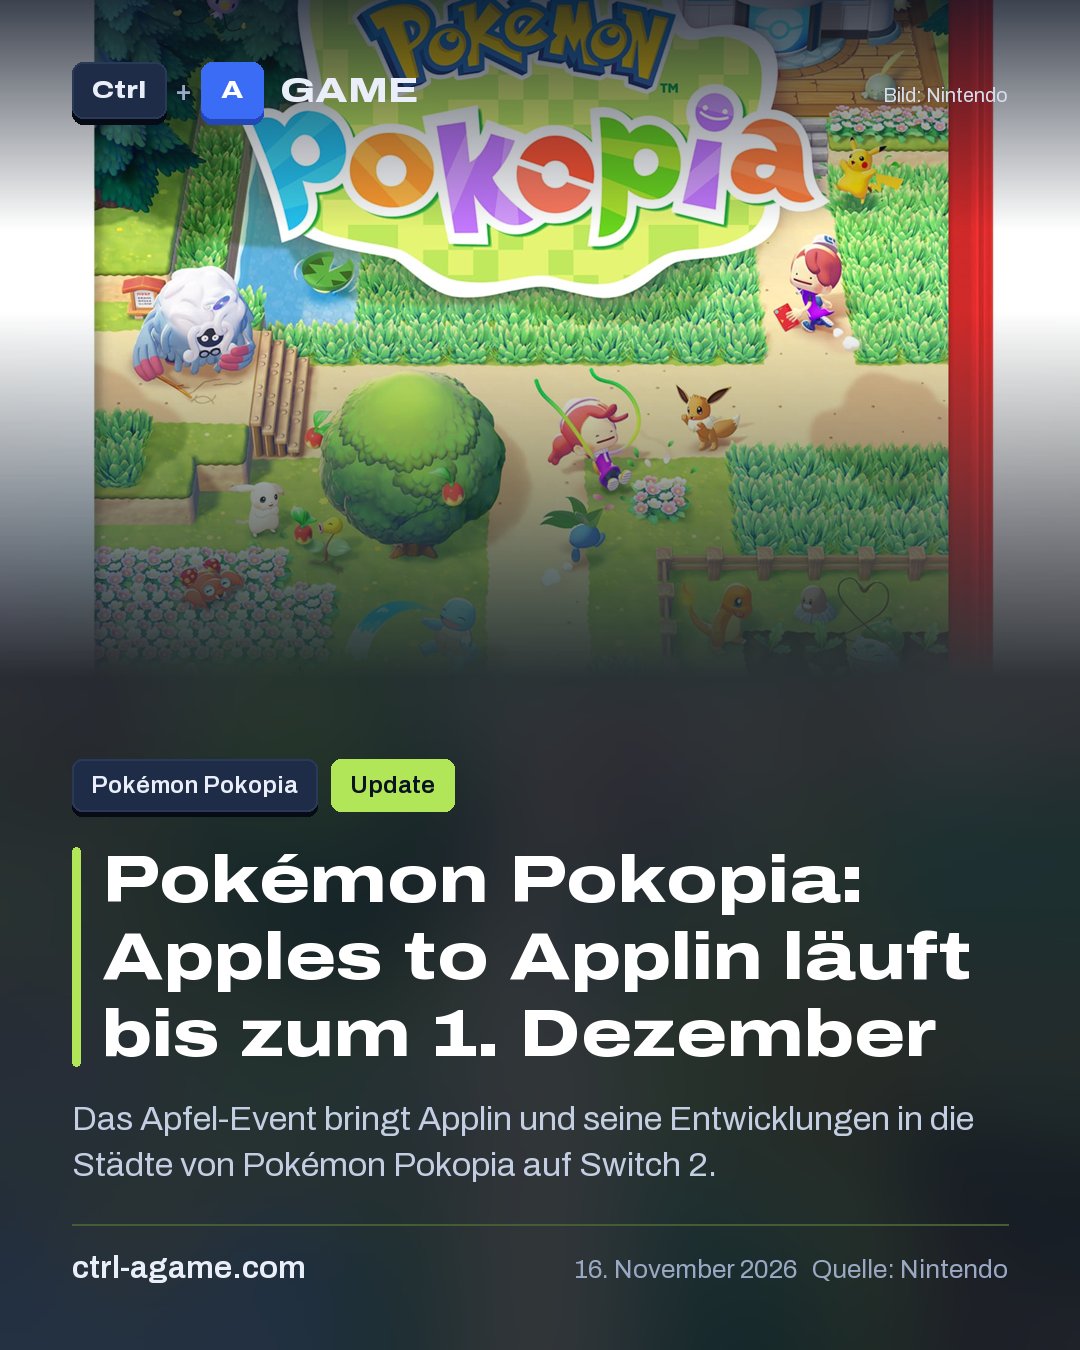 POKÉMON
Ctrl + A GAME
TM
Bild: Nintendo
Pokopia
Pokémon Pokopia
Update
Pokémon Pokopia:
Apples to Applin läuft
bis zum 1. Dezember
Das Apfel-Event bringt Applin und seine Entwicklungen in die
Städte von Pokémon Pokopia auf Switch 2.
ctrl-agame.com
16. November 2026 Quelle: Nintendo